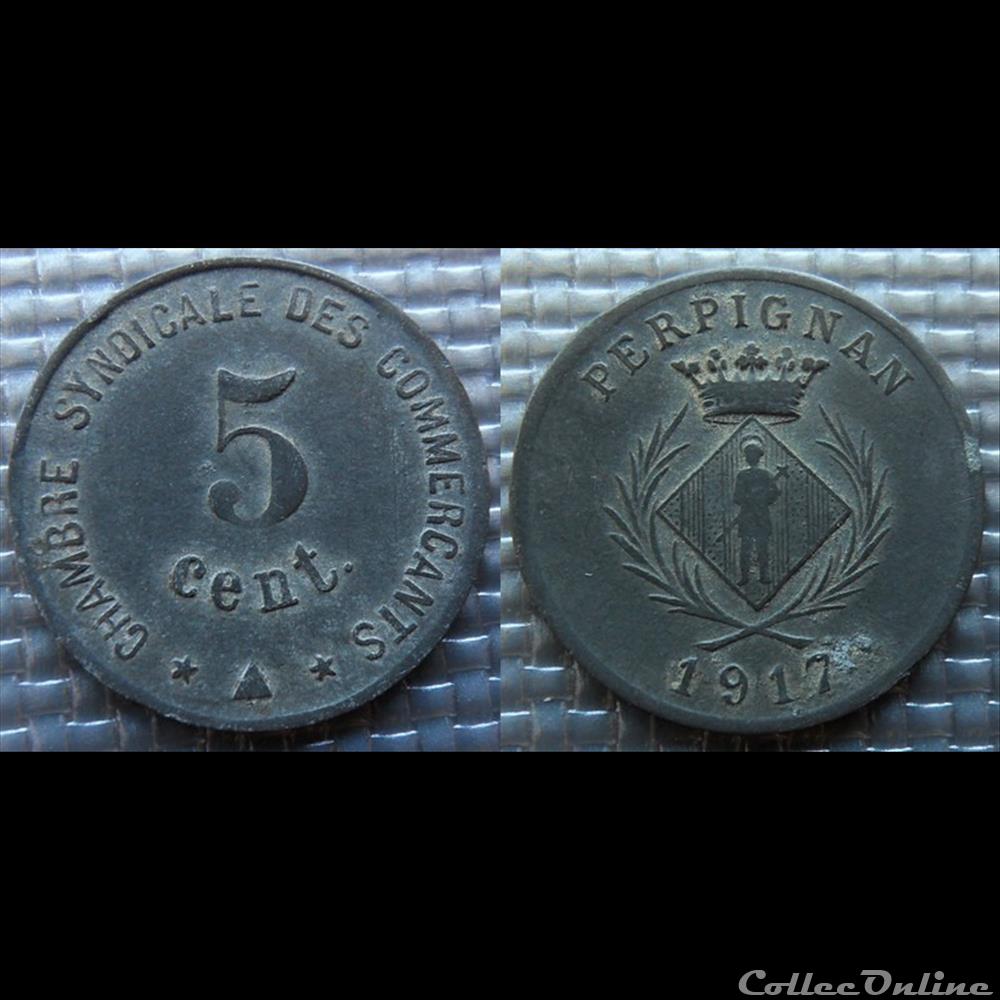 CHAMBRE SYNDICALE DES COMMERCANTS
5
cent.
PERPIGNAN
1917
CollecOnline